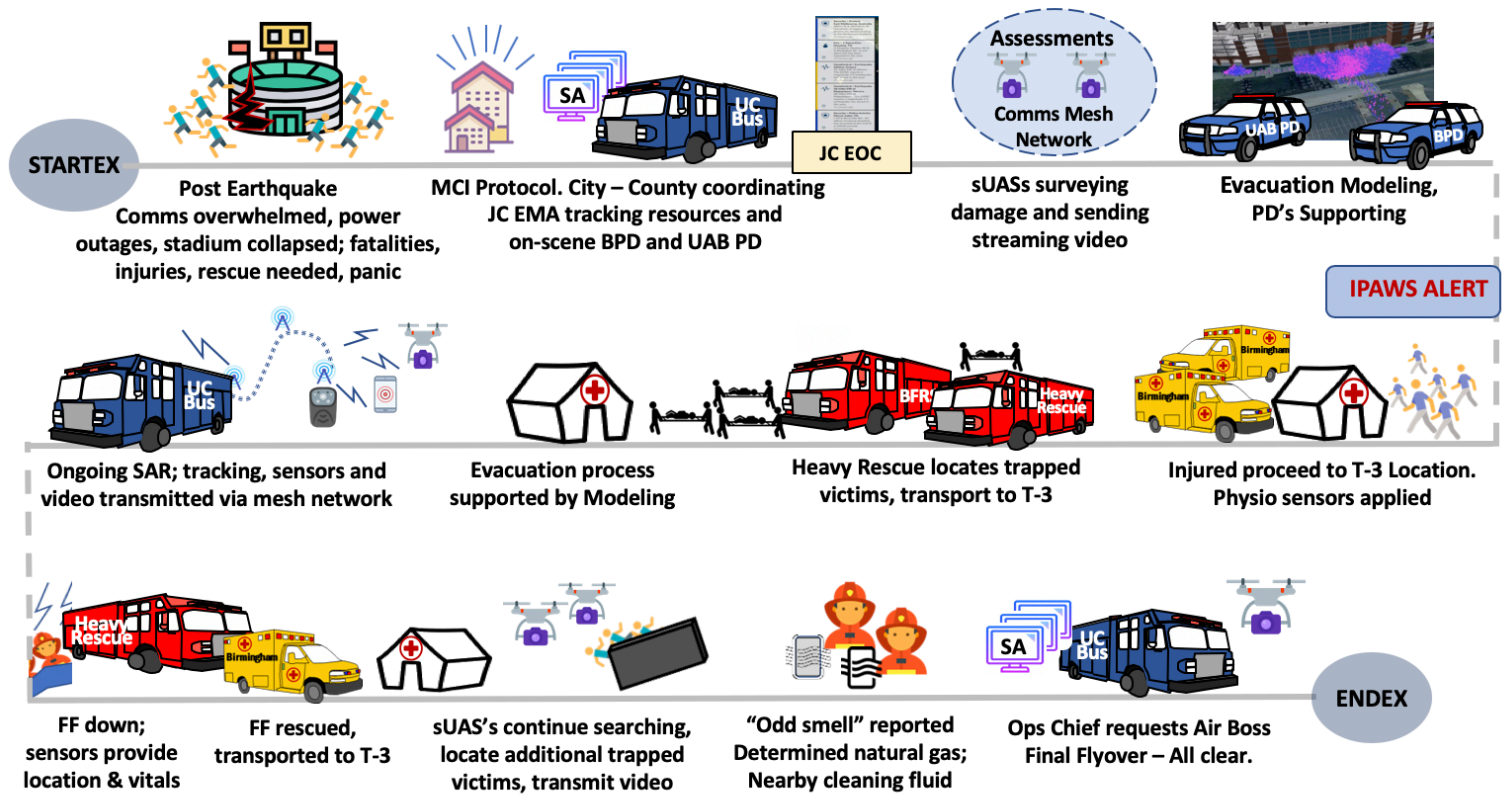 STARTEX
Post Earthquake
Comms overwhelmed, power
outages, stadium collapsed; fatalities,
injuries, rescue needed, panic
SA
UC
Bus
MCI Protocol. City – County coordinating
JC EMA tracking resources and
on-scene BPD and UAB PD
JC EOC
Assessments
Comms Mesh
Network
sUASs surveying
damage and sending
streaming video
UAB PD
BPD
Evacuation Modeling,
PD's Supporting
IPAWS ALERT
Birmingham
Birmingham
Injured proceed to T-3 Location.
Physio sensors applied
BFRS
Heavy
Rescue
Heavy Rescue locates trapped
victims, transport to T-3
Evacuation process
supported by Modeling
UC
Bus
Ongoing SAR; tracking, sensors and
video transmitted via mesh network
Heavy
Rescue
FF down;
sensors provide
location & vitals
Birmingham
FF rescued,
transported to T-3
sUAS's continue searching,
locate additional trapped
victims, transmit video
“Odd smell” reported
Determined natural gas;
Nearby cleaning fluid
SA
UC
Bus
Ops Chief requests Air Boss
Final Flyover – All clear.
ENDEX